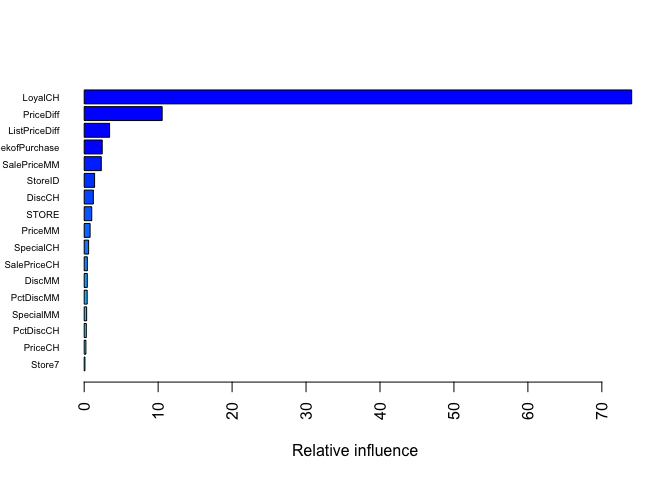 LoyalCH
PriceDiff
ListPriceDiff
ekofPurchase
SalePriceMM
StoreID
DiscCH
STORE
PriceMM
SpecialCH
SalePriceCH
DiscMM
PctDiscMM
SpecialMM
PctDiscCH
PriceCH
Store7
0 10 20 30 40 50 60 70
Relative influence